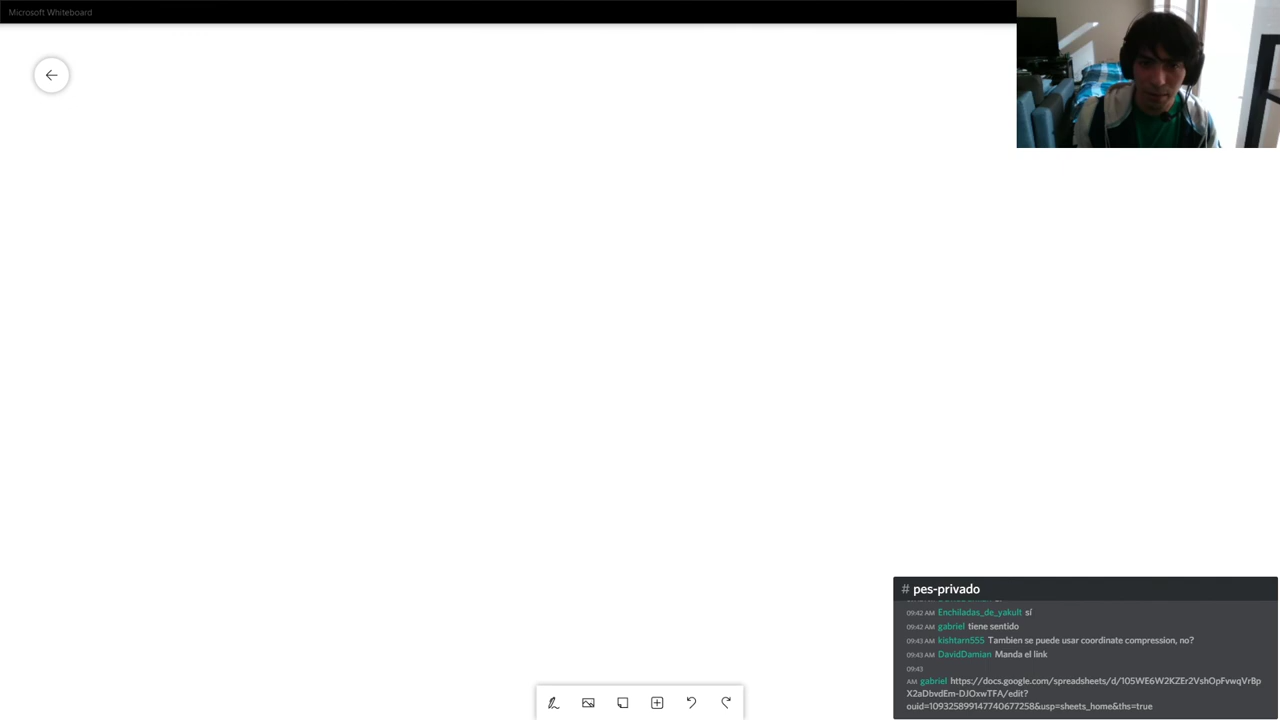 Microsoft Whiteboard
# pes-privado
09:42 AM Enchiladas_de_yakult sí
09:42 AM gabriel tiene sentido
09:43 AM kishtarn555 Tambien se puede usar coordinate compression, no?
09:43 AM DavidDamian Manda el link
09:43
AM gabriel https://docs.google.com/spreadsheets/d/105WE6W2KZEr2VshOpFvwqVrBp
X2aDbvdEm-DJOxwTFA/edit?
ouid=109325899147740677258&usp=sheets_home&ths=true